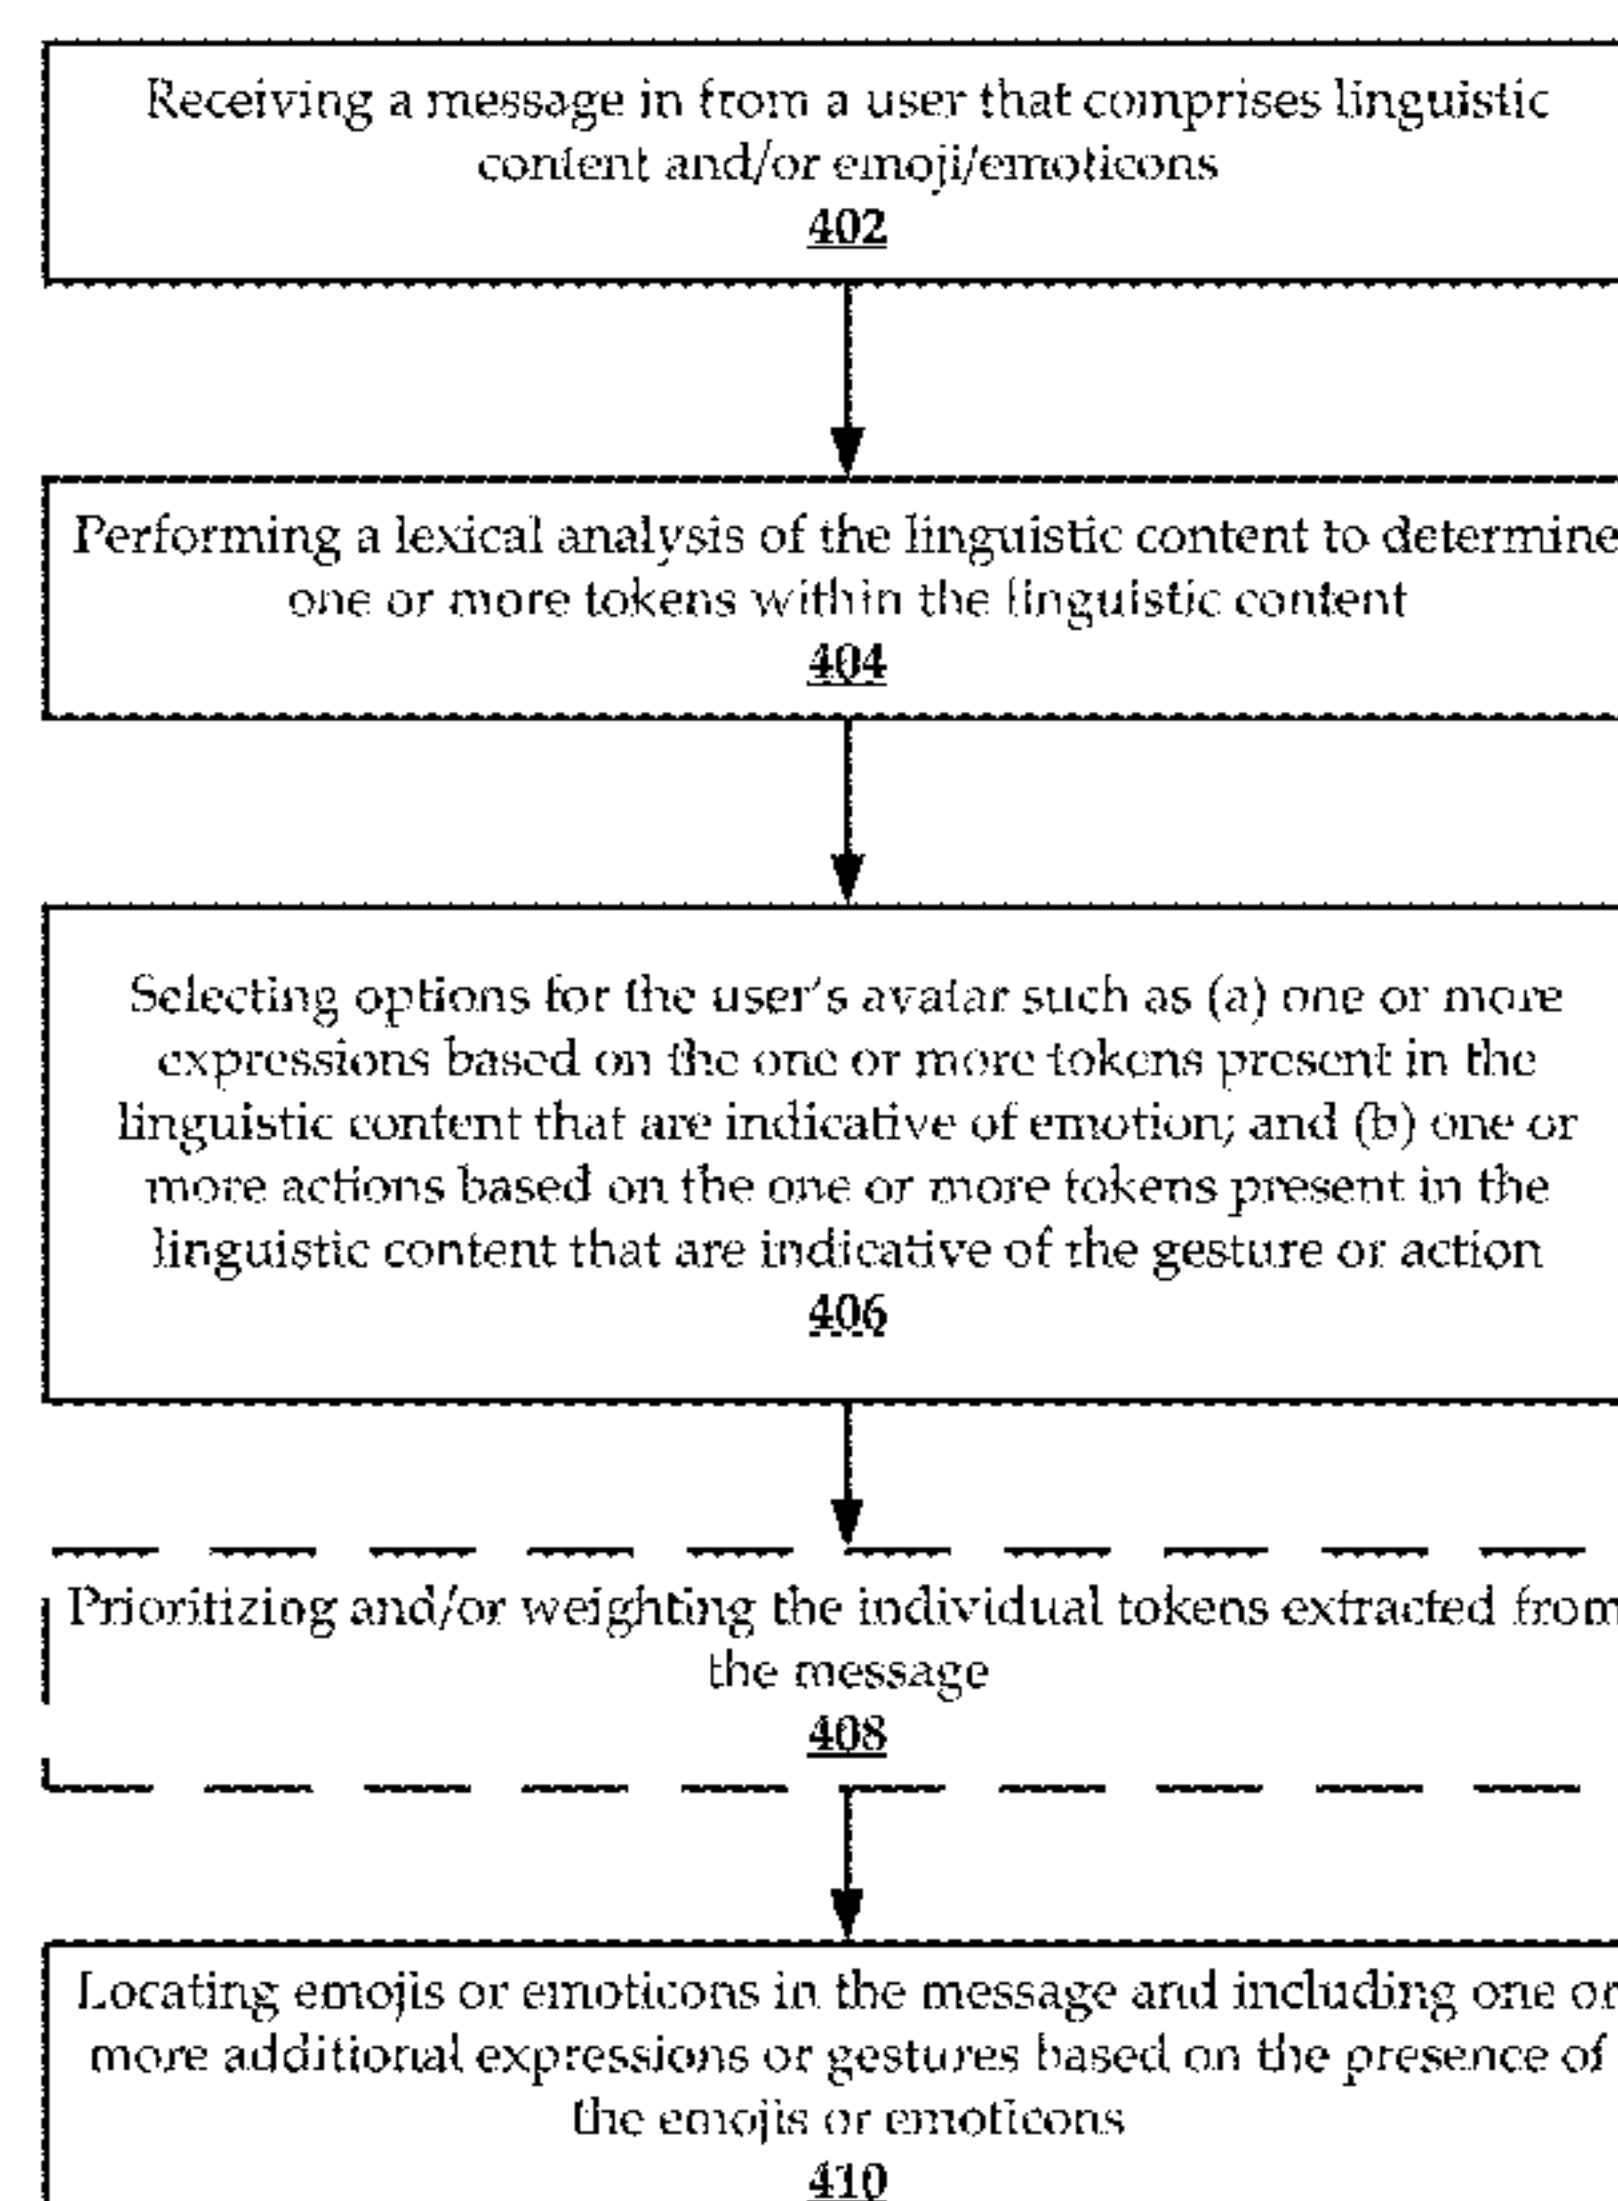 Receiving a message in from a user that comprises linguistic
content and/or emoji/emoticons
402
Performing a lexical analysis of the linguistic content to determine
one or more tokens within the linguistic content
404
Selecting options for the user's avatar such as (a) one or more
expressions based on the one or more tokens present in the
linguistic content that are indicative of emotion; and (b) one or
more actions based on the one or more tokens present in the
linguistic content that are indicative of the gesture or action
406
Prioritizing and/or weighting the individual tokens extracted from
the message
408
Locating emojis or emoticons in the message and including one or
more additional expressions or gestures based on the presence of
the emojis or emoticons
410